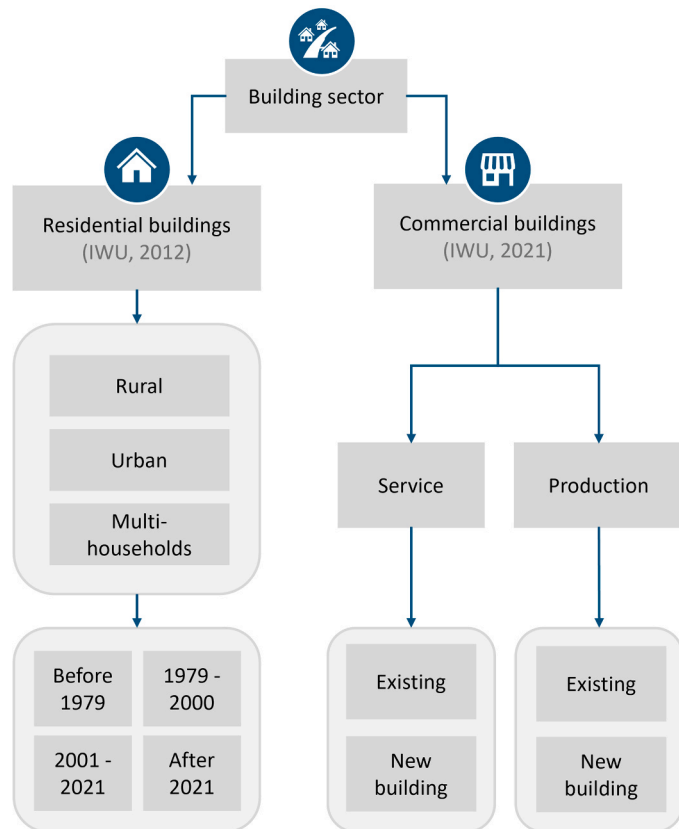 Building sector
Residential buildings
(IWU, 2012)
Commercial buildings
(IWU, 2021)
Rural
Urban
Multi-
households
Service
Production
Before
1979
1979 -
2000
2001 -
2021
After
2021
Existing
New
building
Existing
New
building